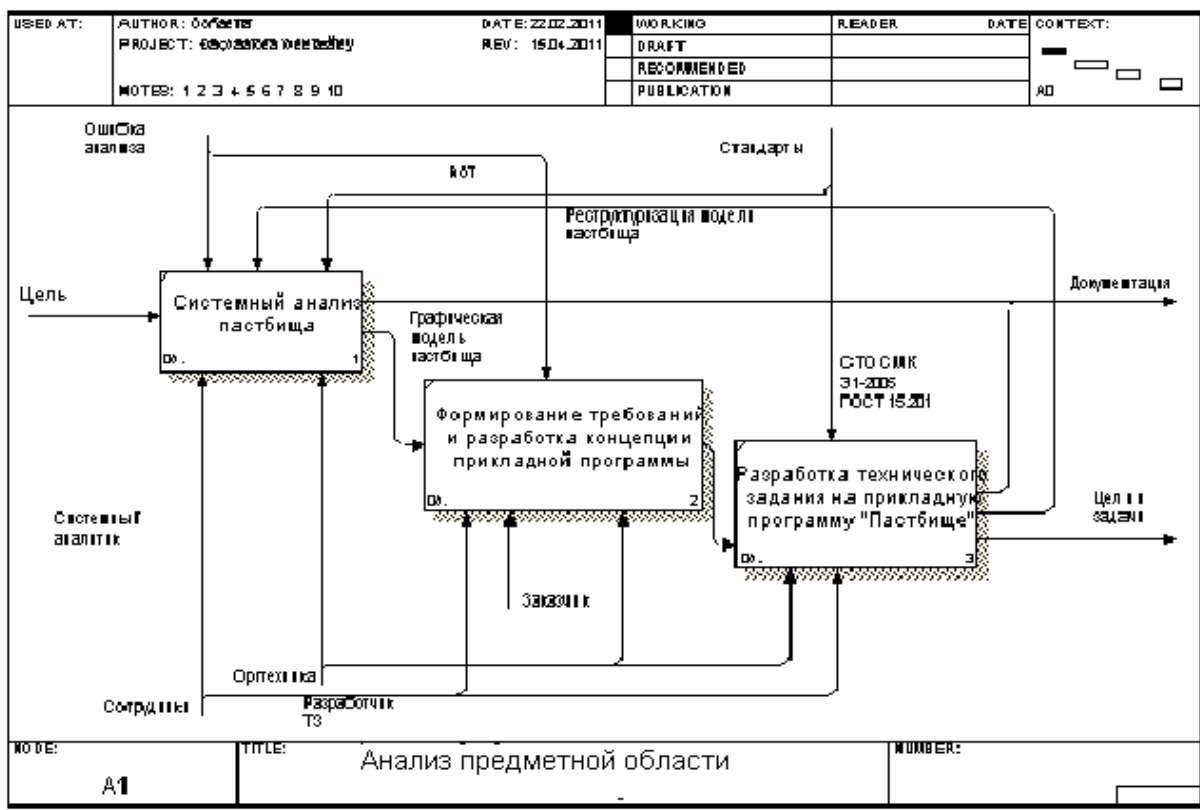 USED AT:
AUTHOR:
DATE: 22.02.2011
WORKING
READER
DATE
CONTEXT:
PROJECT:
REV: 15.04.2011
DRAFT
RECOMMENDED
NOTES: 1 2 3 4 5 6 7 8 9 10
PUBLICATION
A0
Ошибка
анализа
Стандарты
Реструктуризация модели
пастбища
Цель
Системный анализ
пастбища
1
Документация
Графическая
модель
пастбища
СТО СМК
ГОСТ 15.201
Формирование требований
и разработка концепции
прикладной программы
2
Разработка технического
задания на прикладную
программу "Пастбище"
3
Цели и
задачи
Системный
аналитик
Заказчик
Оргтехника
Сотрудники
Разработчик
ТЗ
NODE:
TITLE:
NUMBER:
A1
Анализ предметной области